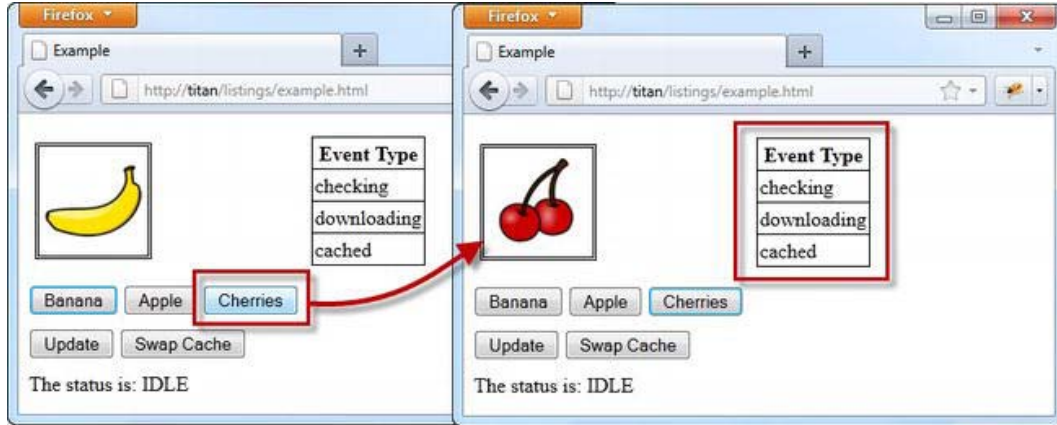 Firefox
Example
http://titan/listings/example.html
Event Type
checking
downloading
cached
Banana Apple Cherries
Update Swap Cache
The status is: IDLE
Firefox
Example
http://titan/listings/example.html
Event Type
checking
downloading
cached
Banana Apple Cherries
Update Swap Cache
The status is: IDLE